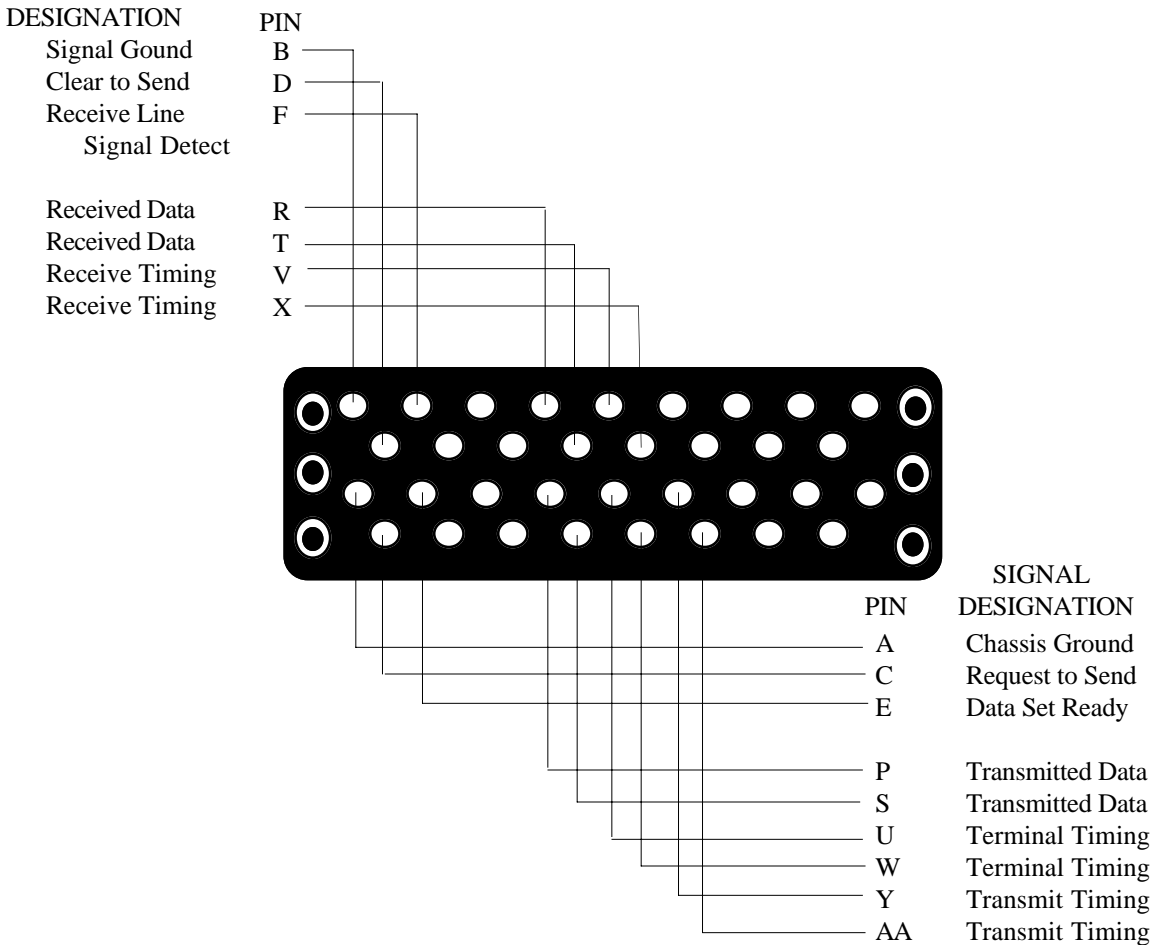 DESIGNATION PIN
Signal Gound B
Clear to Send D
Receive Line F
Signal Detect
Received Data R
Received Data T
Receive Timing V
Receive Timing X
SIGNAL
PIN DESIGNATION
A Chassis Ground
C Request to Send
E Data Set Ready
P Transmitted Data
S Transmitted Data
U Terminal Timing
W Terminal Timing
Y Transmit Timing
AA Transmit Timing